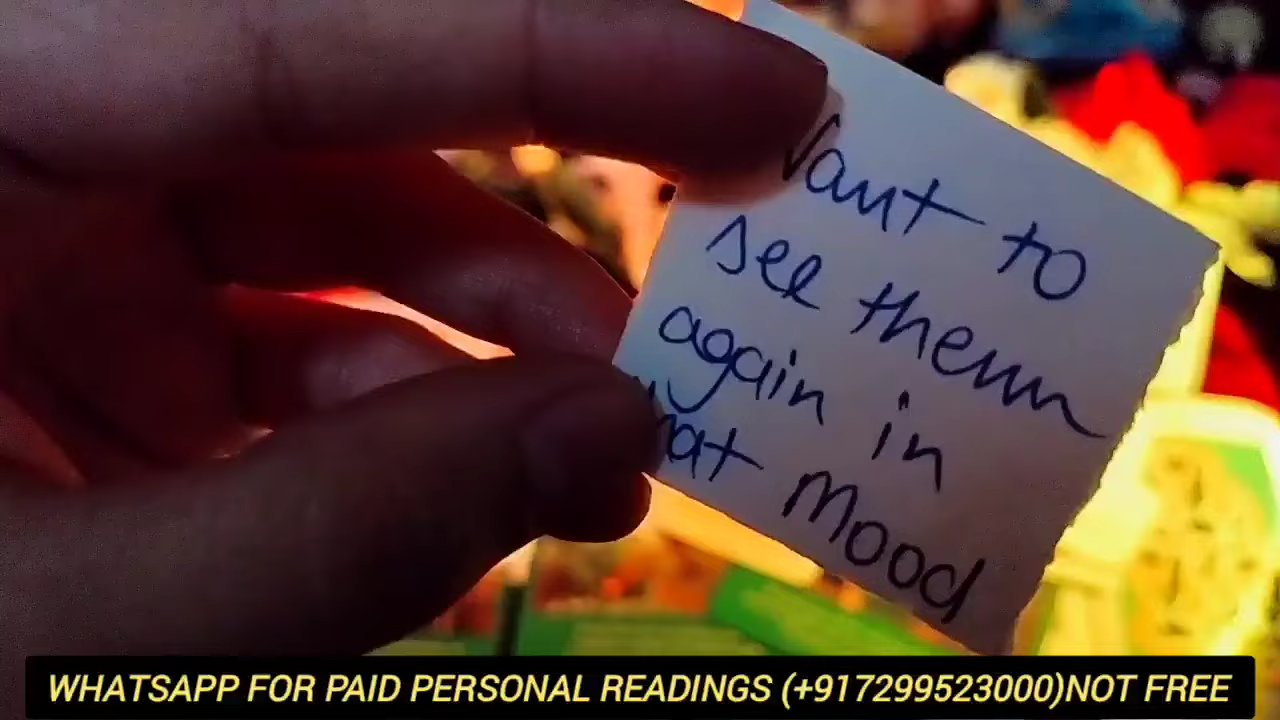 Want to
see them
again in
that Mood
WHATSAPP FOR PAID PERSONAL READINGS (+917299523000)NOT FREE